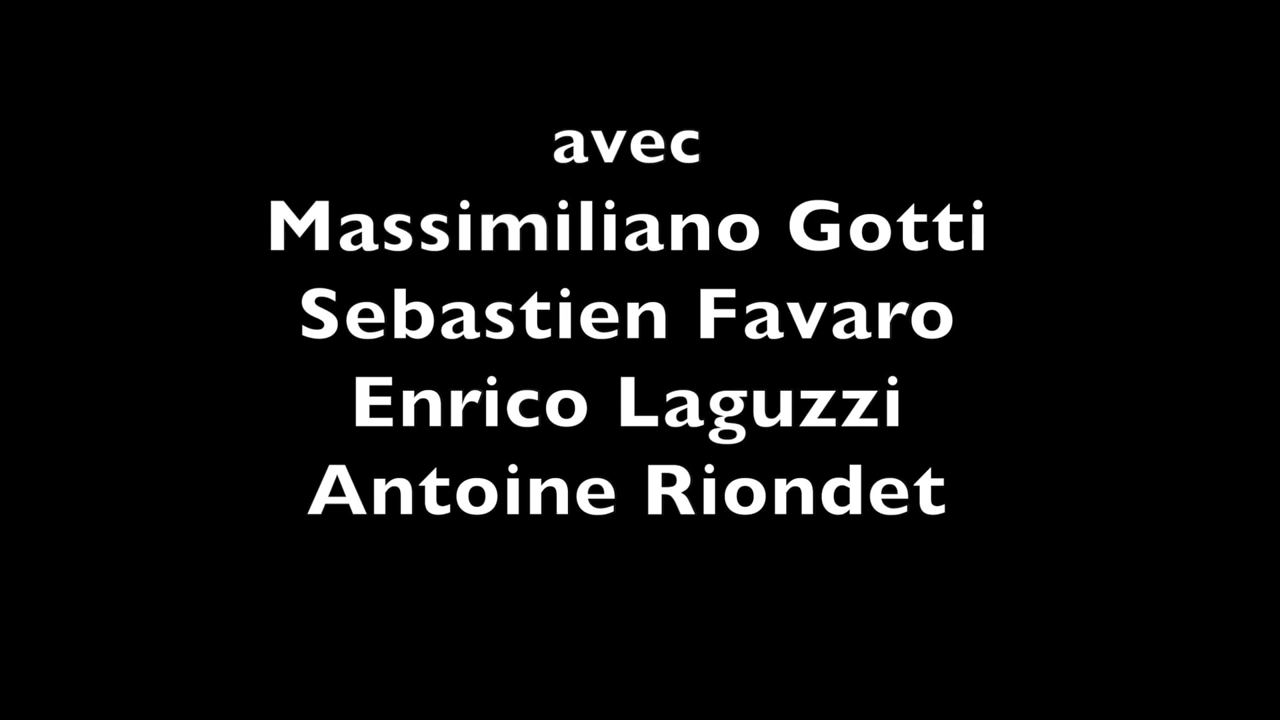 avec
Massimiliano Gotti
Sebastien Favaro
Enrico Laguzzi
Antoine Riondet